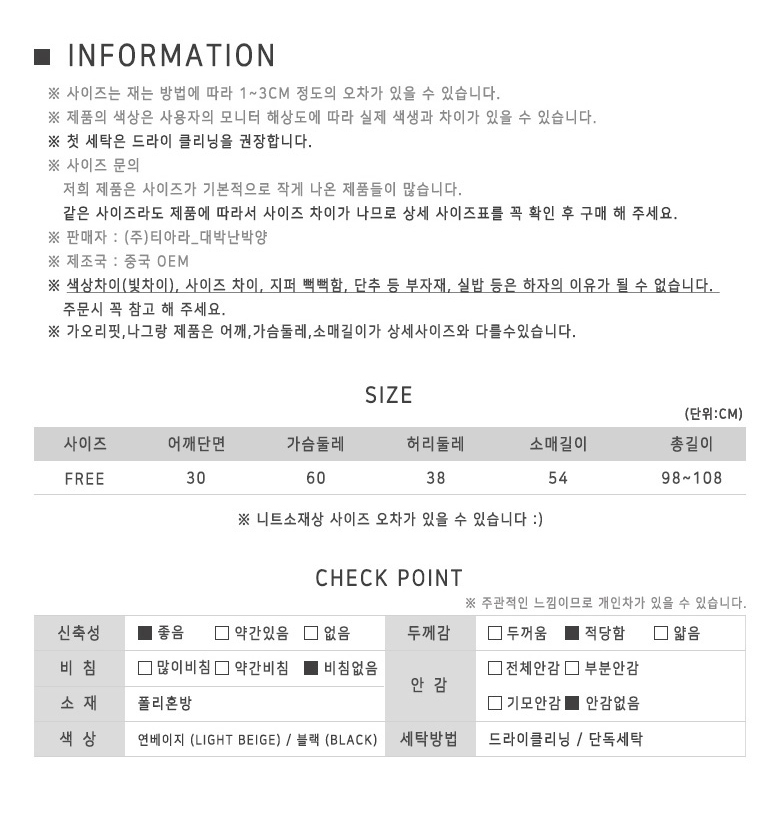 ■ INFORMATION
※ 사이즈는 재는 방법에 따라 1~3CM 정도의 오차가 있을 수 있습니다.
※ 제품의 색상은 사용자의 모니터 해상도에 따라 실제 색생과 차이가 있을 수 있습니다.
※ 첫 세탁은 드라이 클리닝을 권장합니다.
※ 사이즈 문의
저희 제품은 사이즈가 기본적으로 작게 나온 제품들이 많습니다.
같은 사이즈라도 제품에 따라서 사이즈 차이가 나므로 상세 사이즈표를 꼭 확인 후 구매 해 주세요.
※ 판매자 : (주)티아라_대박난박양
※ 제조국 : 중국 OEM
※ 색상차이(빛차이), 사이즈 차이, 지퍼 뻑뻑함, 단추 등 부자재, 실밥 등은 하자의 이유가 될 수 없습니다.
주문시 꼭 참고 해 주세요.
※ 가오리핏,나그랑 제품은 어깨,가슴둘레,소매길이가 상세사이즈와 다를수있습니다.
SIZE
(단위:CM)
사이즈 어깨단면 가슴둘레 허리둘레 소매길이 총길이
FREE 30 60 38 54 98~108
※ 니트소재상 사이즈 오차가 있을 수 있습니다 :)
CHECK POINT
※ 주관적인 느낌이므로 개인차가 있을 수 있습니다.
신축성 ■ 좋음 □ 약간있음 □ 없음 두께감 □ 두꺼움 ■ 적당함 □ 얇음
비 침 □ 많이비침 □ 약간비침 ■ 비침없음 안 감 □ 전체안감 □ 부분안감
소 재 폴리혼방 □ 기모안감 ■ 안감없음
색 상 연베이지 (LIGHT BEIGE) / 블랙 (BLACK) 세탁방법 드라이클리닝 / 단독세탁